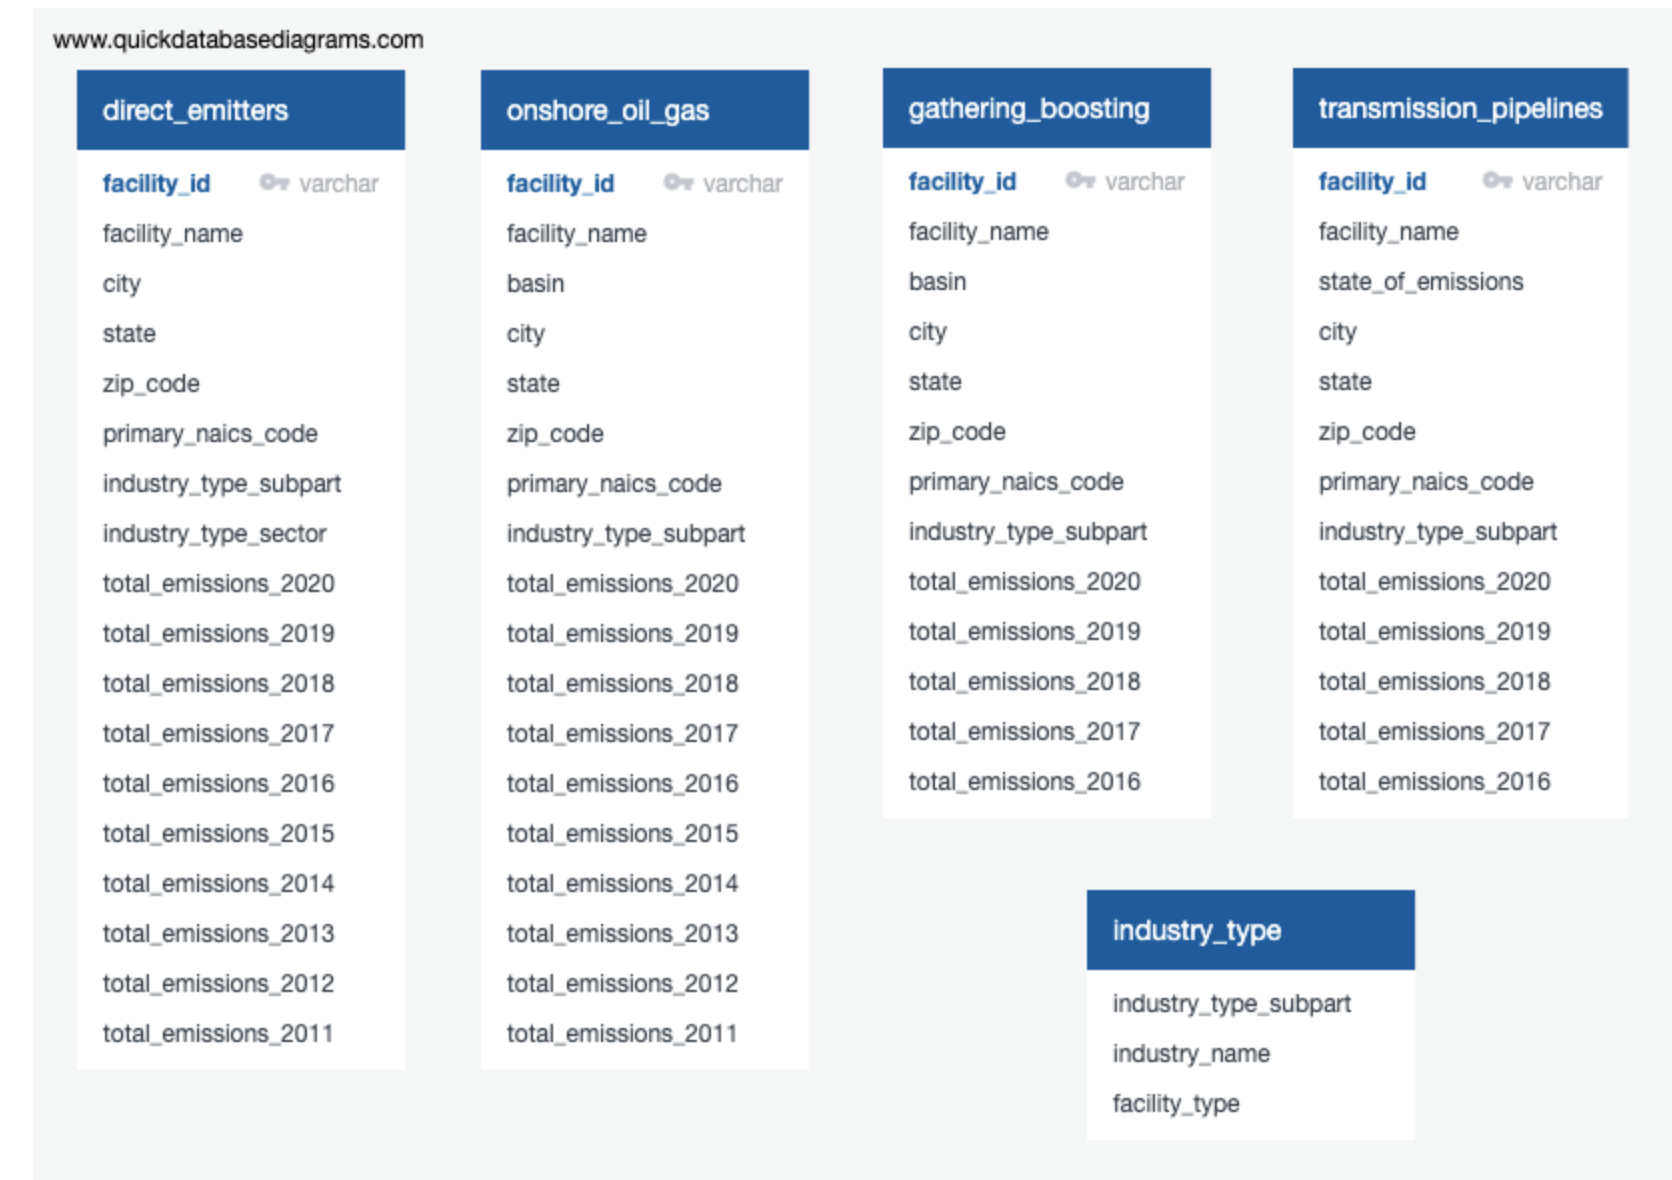 www.quickdatabasediagrams.com
direct_emitters
facility_id varchar
facility_name
city
state
zip_code
primary_naics_code
industry_type_subpart
industry_type_sector
total_emissions_2020
total_emissions_2019
total_emissions_2018
total_emissions_2017
total_emissions_2016
total_emissions_2015
total_emissions_2014
total_emissions_2013
total_emissions_2012
total_emissions_2011
onshore_oil_gas
facility_id varchar
facility_name
basin
city
state
zip_code
primary_naics_code
industry_type_subpart
total_emissions_2020
total_emissions_2019
total_emissions_2018
total_emissions_2017
total_emissions_2016
total_emissions_2015
total_emissions_2014
total_emissions_2013
total_emissions_2012
total_emissions_2011
gathering_boosting
facility_id varchar
facility_name
basin
city
state
zip_code
primary_naics_code
industry_type_subpart
total_emissions_2020
total_emissions_2019
total_emissions_2018
total_emissions_2017
total_emissions_2016
transmission_pipelines
facility_id varchar
facility_name
state_of_emissions
city
state
zip_code
primary_naics_code
industry_type_subpart
total_emissions_2020
total_emissions_2019
total_emissions_2018
total_emissions_2017
total_emissions_2016
industry_type
industry_type_subpart
industry_name
facility_type